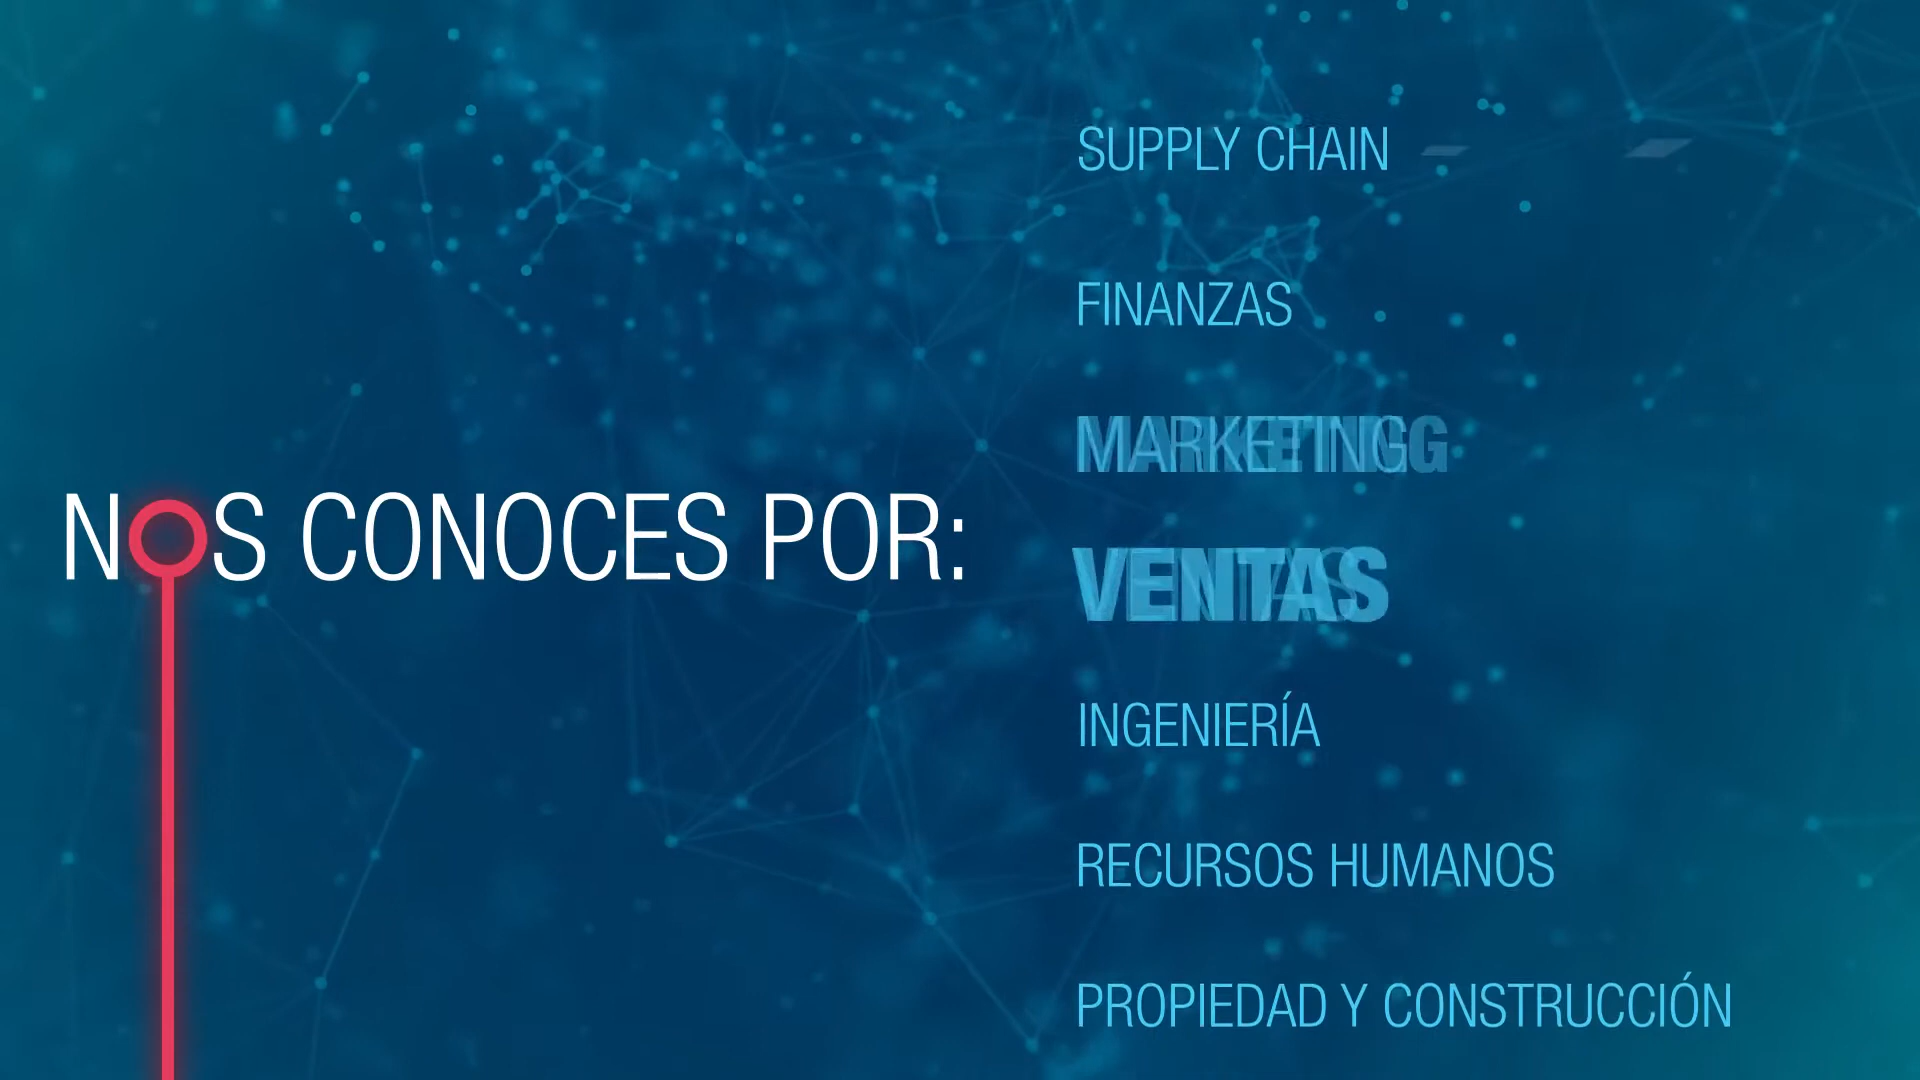 NOS CONOCES POR:
SUPPLY CHAIN
FINANZAS
MARKETING
VENTAS
INGENIERÍA
RECURSOS HUMANOS
PROPIEDAD Y CONSTRUCCIÓN